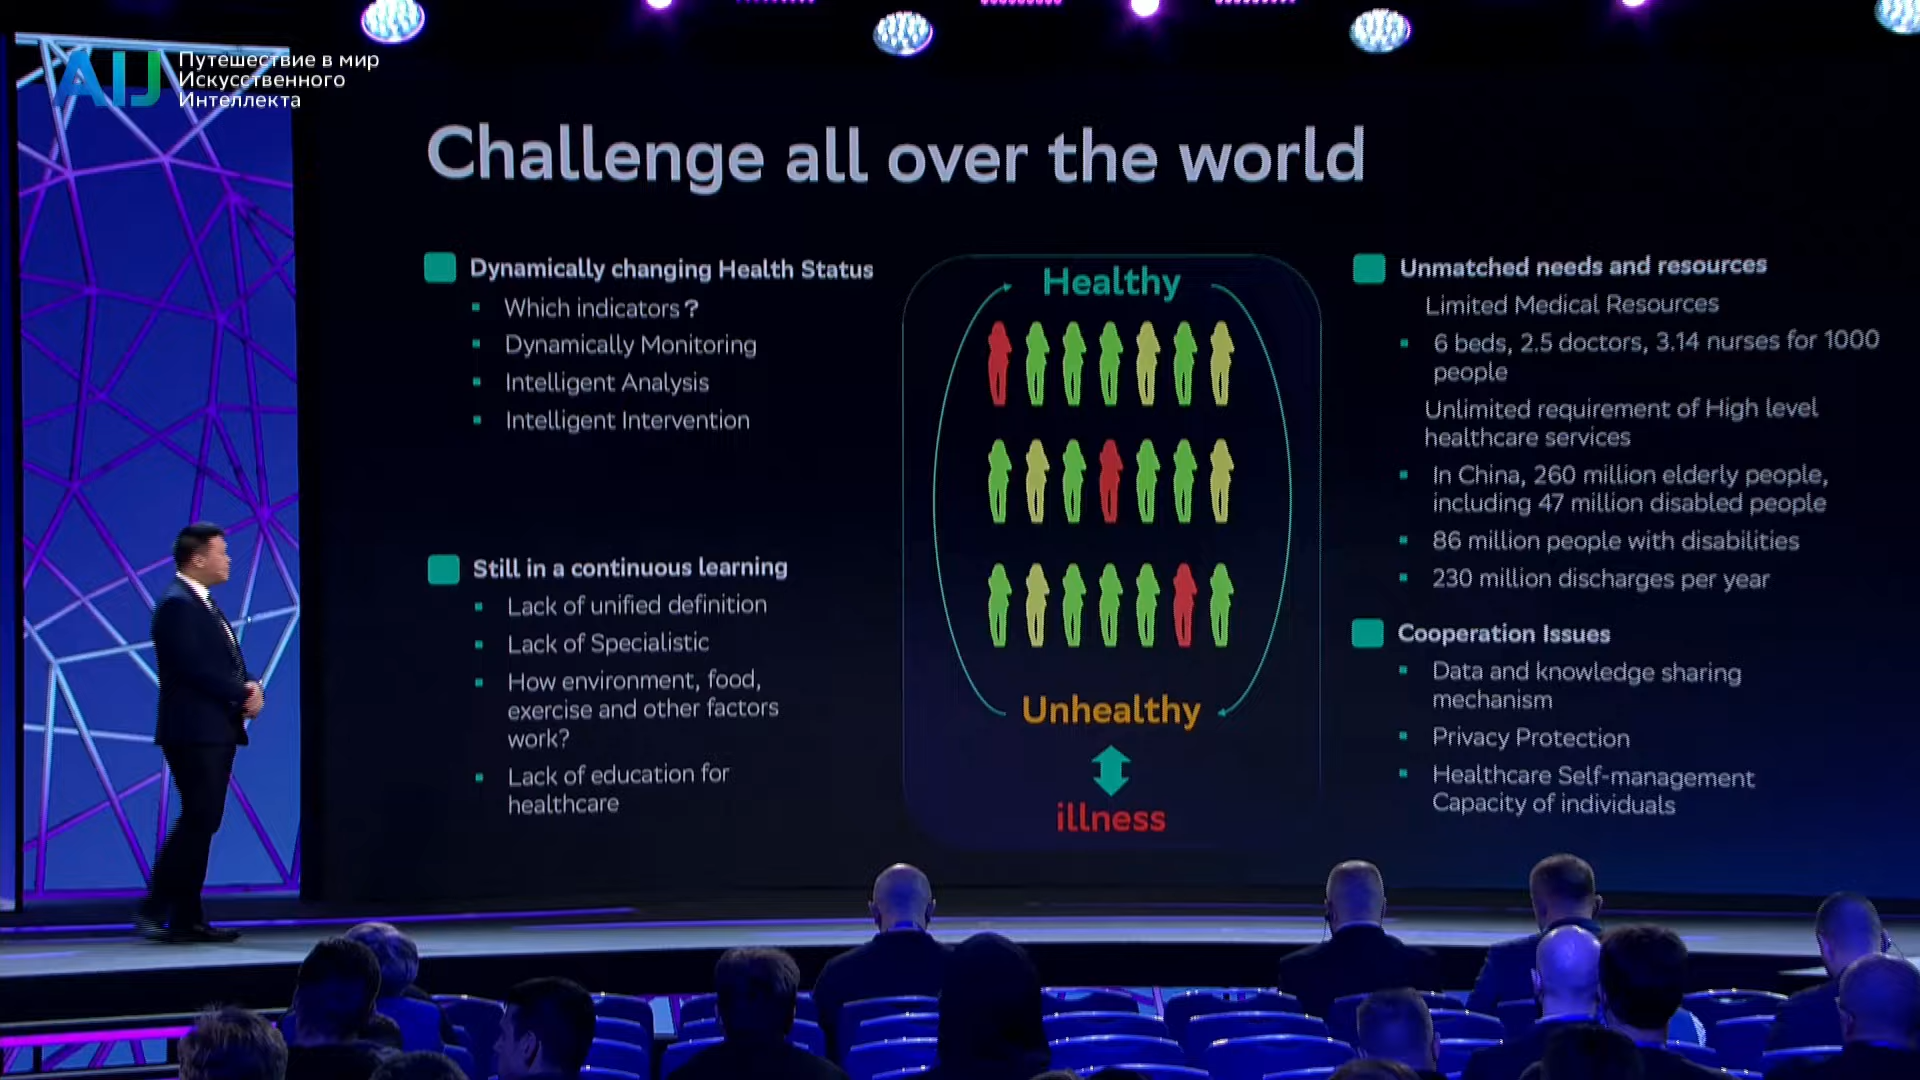 AIJ
Путешествие в мир
Искусственного
Интеллекта
Challenge all over the world
Dynamically changing Health Status
Which indicators?
Dynamically Monitoring
Intelligent Analysis
Intelligent Intervention
Still in a continuous learning
Lack of unified definition
Lack of Specialistic
How environment, food,
exercise and other factors
work?
Lack of education for
healthcare
Healthy
Unhealthy
illness
Unmatched needs and resources
Limited Medical Resources
6 beds, 2.5 doctors, 3.14 nurses for 1000
people
Unlimited requirement of High level
healthcare services
In China, 260 million elderly people,
including 47 million disabled people
86 million people with disabilities
230 million discharges per year
Cooperation Issues
Data and knowledge sharing
mechanism
Privacy Protection
Healthcare Self-management
Capacity of individuals